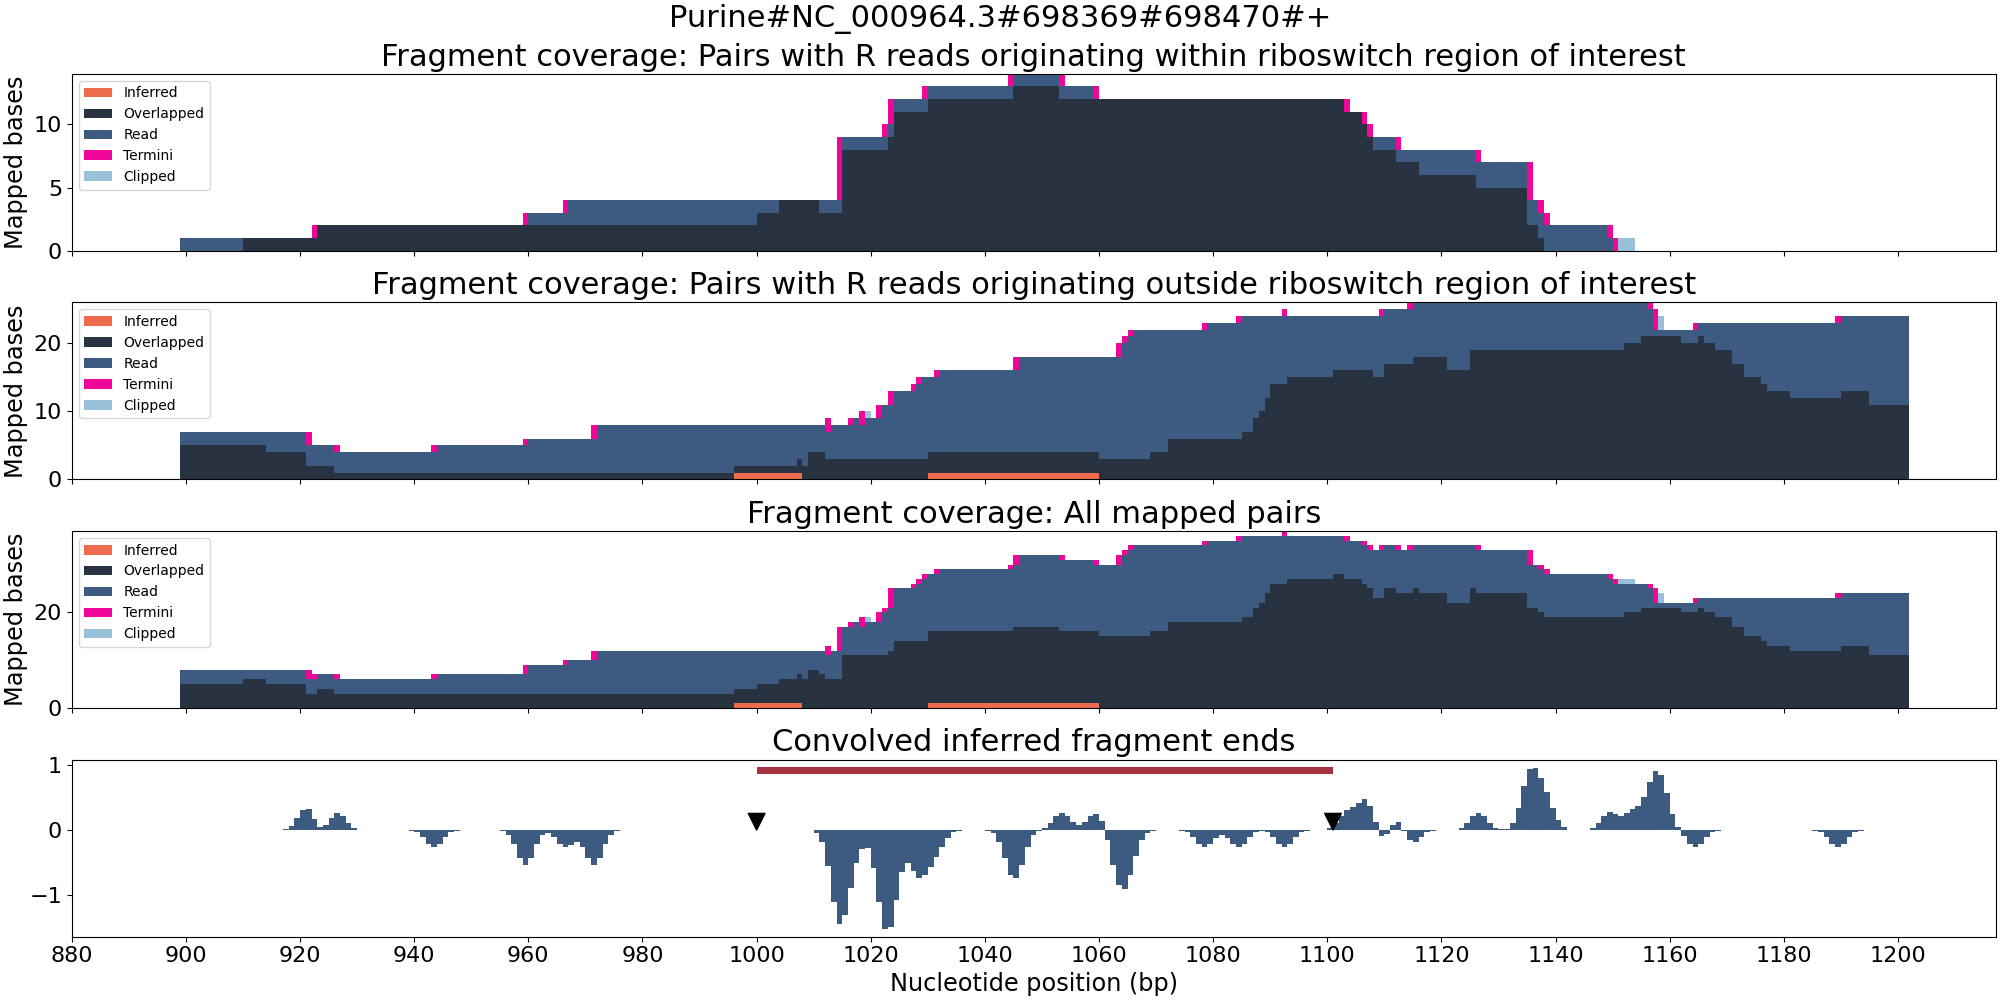 Purine#NC_000964.3#698369#698470#+
Fragment coverage: Pairs with R reads originating within riboswitch region of interest
Mapped bases
10
5
0
Inferred
Overlapped
Read
Termini
Clipped
Fragment coverage: Pairs with R reads originating outside riboswitch region of interest
Mapped bases
20
10
0
Inferred
Overlapped
Read
Termini
Clipped
Fragment coverage: All mapped pairs
Mapped bases
20
0
Inferred
Overlapped
Read
Termini
Clipped
Convolved inferred fragment ends
1
0
−1
880 900 920 940 960 980 1000 1020 1040 1060 1080 1100 1120 1140 1160 1180 1200
Nucleotide position (bp)